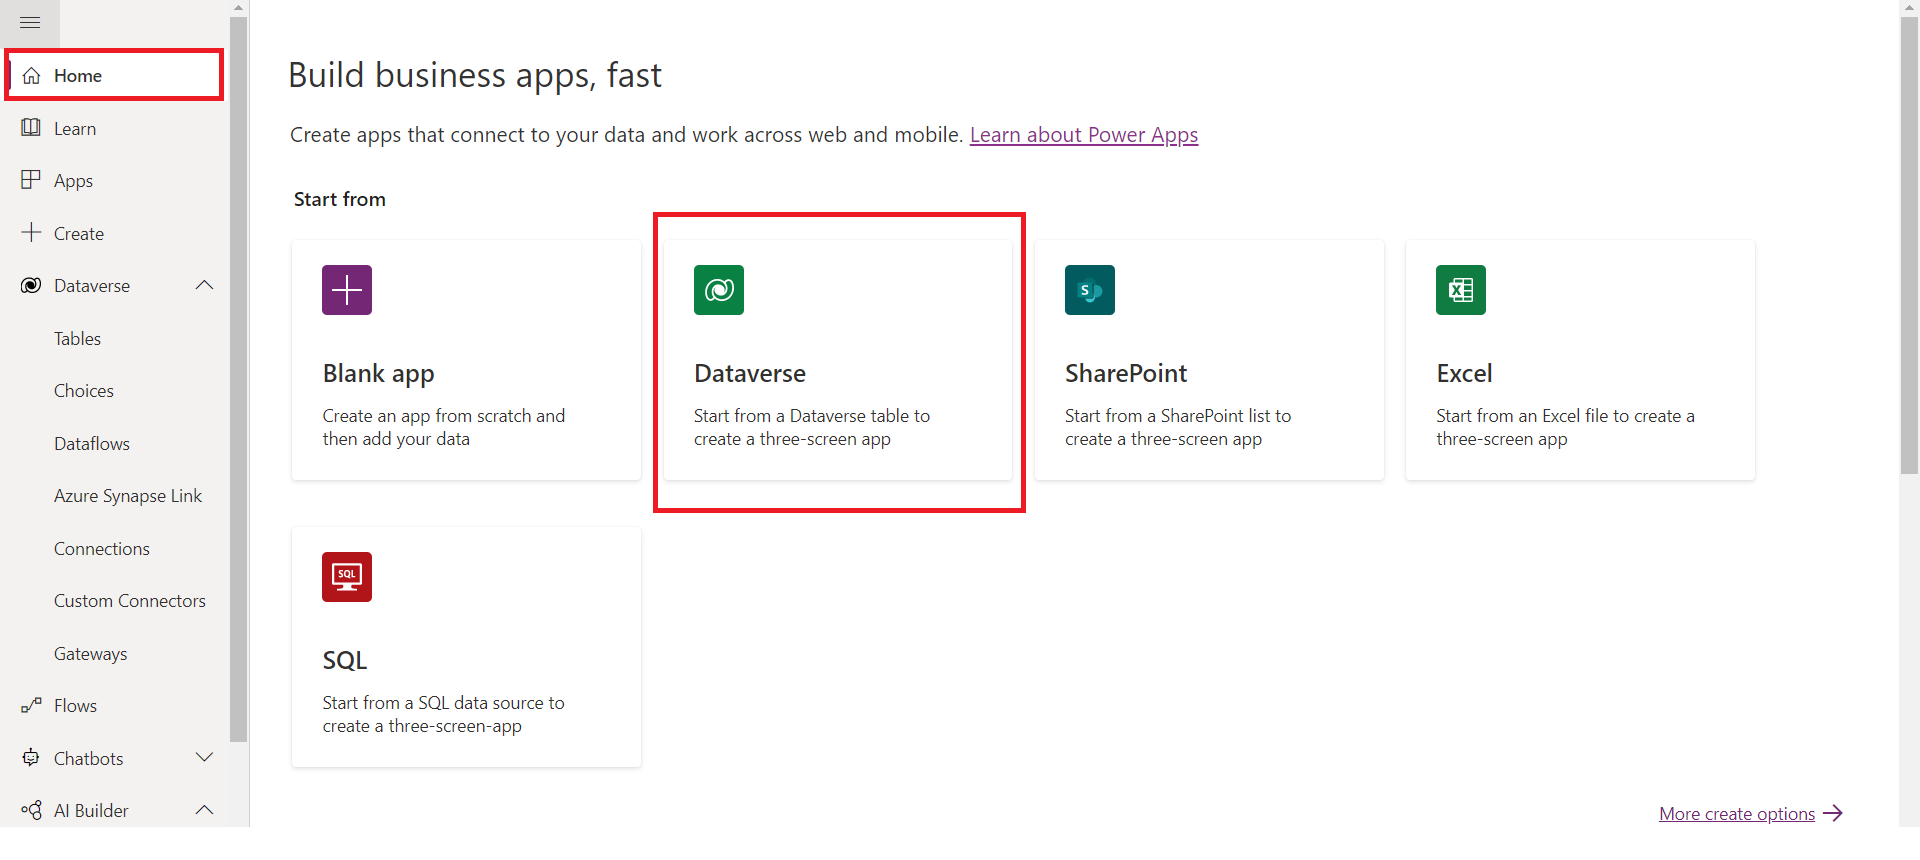 Home
Learn
Apps
Create
Dataverse
Tables
Choices
Dataflows
Azure Synapse Link
Connections
Custom Connectors
Gateways
Flows
Chatbots
AI Builder
Build business apps, fast
Create apps that connect to your data and work across web and mobile. Learn about Power Apps
Start from
Blank app
Create an app from scratch and
then add your data
Dataverse
Start from a Dataverse table to
create a three-screen app
S
SharePoint
Start from a SharePoint list to
create a three-screen app
X
Excel
Start from an Excel file to create a
three-screen app
SQL
SQL
Start from a SQL data source to
create a three-screen-app
More create options